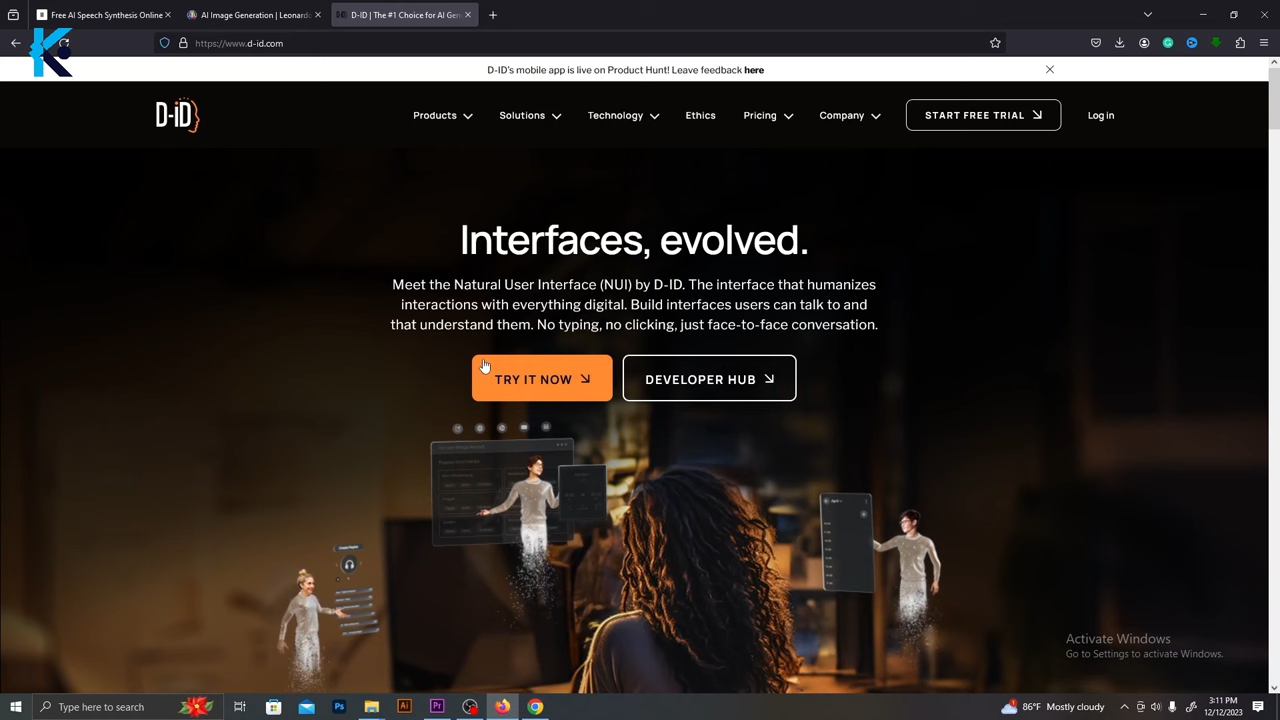 Free AI Speech Synthesis Online
AI Image Generation | Leonardo
D-ID | The #1 Choice for AI Gen
https://www.d-id.com
D-ID's mobile app is live on Product Hunt! Leave feedback here
D-iD
Products
Solutions
Technology
Ethics
Pricing
Company
START FREE TRIAL
Log in
Interfaces, evolved.
Meet the Natural User Interface (NUI) by D-ID. The interface that humanizes
interactions with everything digital. Build interfaces users can talk to and
that understand them. No typing, no clicking, just face-to-face conversation.
TRY IT NOW
DEVELOPER HUB
Activate Windows
Go to Settings to activate Windows.
Type here to search
86°F Mostly cloudy
3:11 PM
12/12/2023